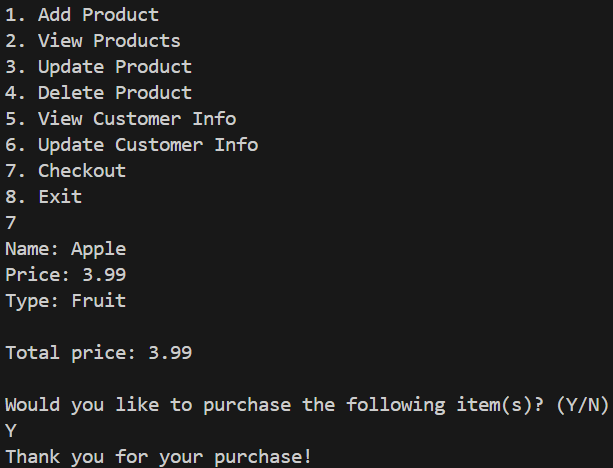 1. Add Product
2. View Products
3. Update Product
4. Delete Product
5. View Customer Info
6. Update Customer Info
7. Checkout
8. Exit
7
Name: Apple
Price: 3.99
Type: Fruit
Total price: 3.99
Would you like to purchase the following item(s)? (Y/N)
Y
Thank you for your purchase!